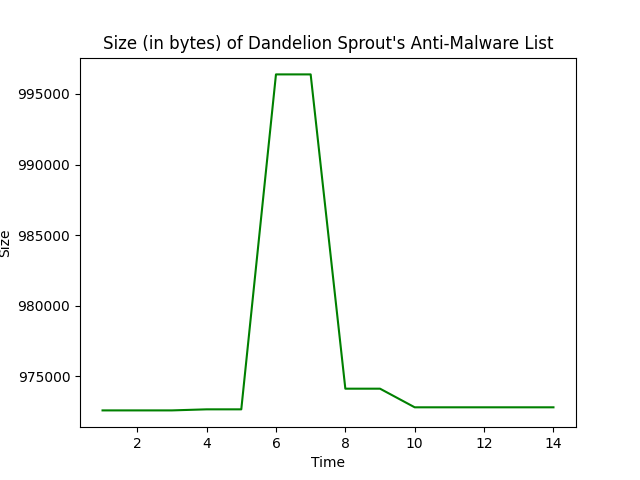 Size (in bytes) of Dandelion Sprout's Anti-Malware List
995000
990000
985000
980000
975000
Size
2 4 6 8 10 12 14
Time